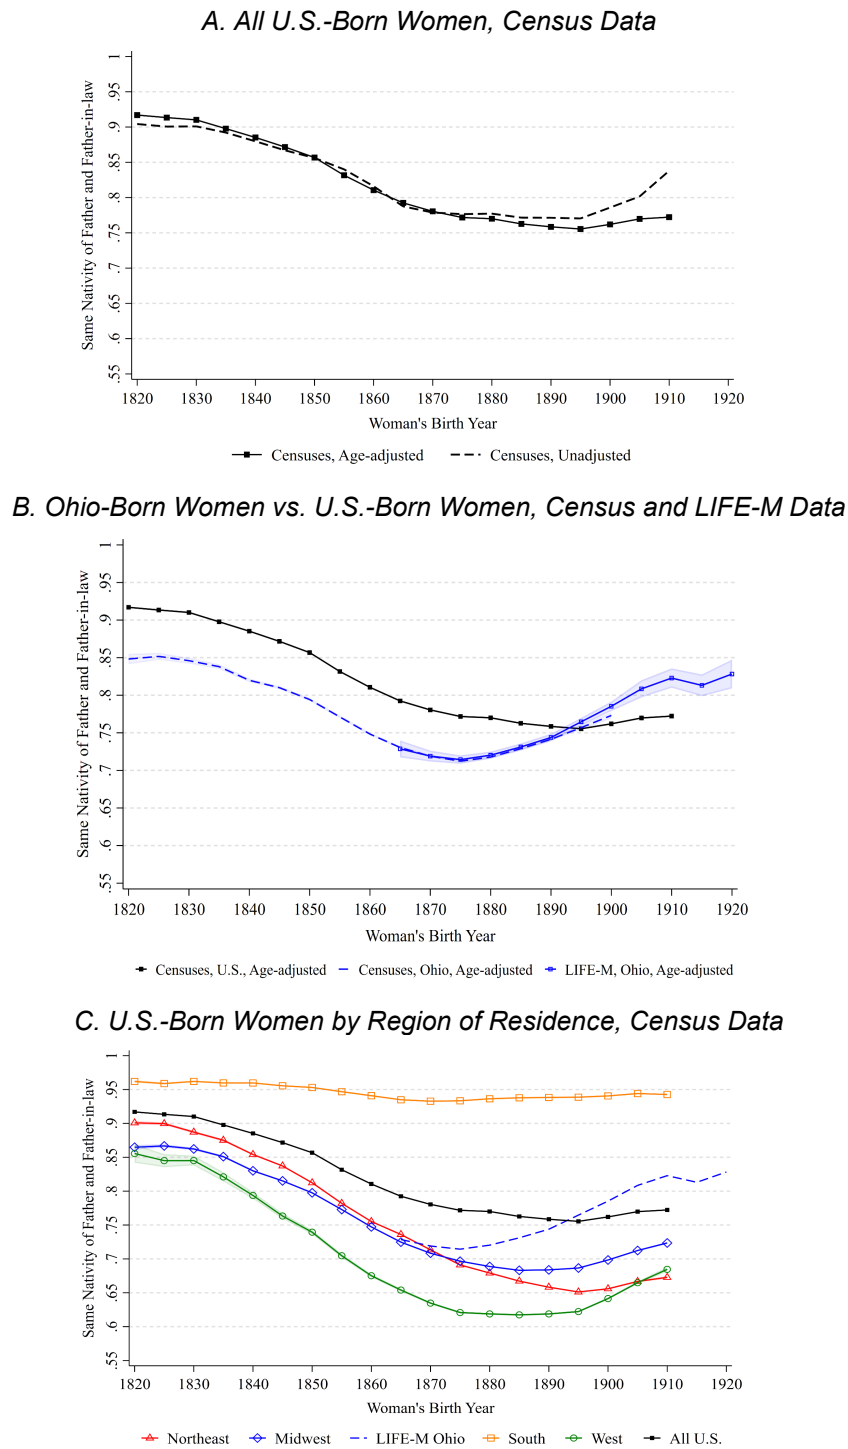 A. All U.S.-Born Women, Census Data
Same Nativity of Father and Father-in-law
1
.95
.9
.85
.8
.75
.7
.65
.6
.55
1820 1830 1840 1850 1860 1870 1880 1890 1900 1910 1920
Woman's Birth Year
Censuses, Age-adjusted Censuses, Unadjusted
B. Ohio-Born Women vs. U.S.-Born Women, Census and LIFE-M Data
Same Nativity of Father and Father-in-law
1
.95
.9
.85
.8
.75
.7
.65
.6
.55
1820 1830 1840 1850 1860 1870 1880 1890 1900 1910 1920
Woman's Birth Year
Censuses, U.S., Age-adjusted Censuses, Ohio, Age-adjusted LIFE-M, Ohio, Age-adjusted
C. U.S.-Born Women by Region of Residence, Census Data
Same Nativity of Father and Father-in-law
1
.95
.9
.85
.8
.75
.7
.65
.6
.55
1820 1830 1840 1850 1860 1870 1880 1890 1900 1910 1920
Woman's Birth Year
Northeast Midwest LIFE-M Ohio South West All U.S.